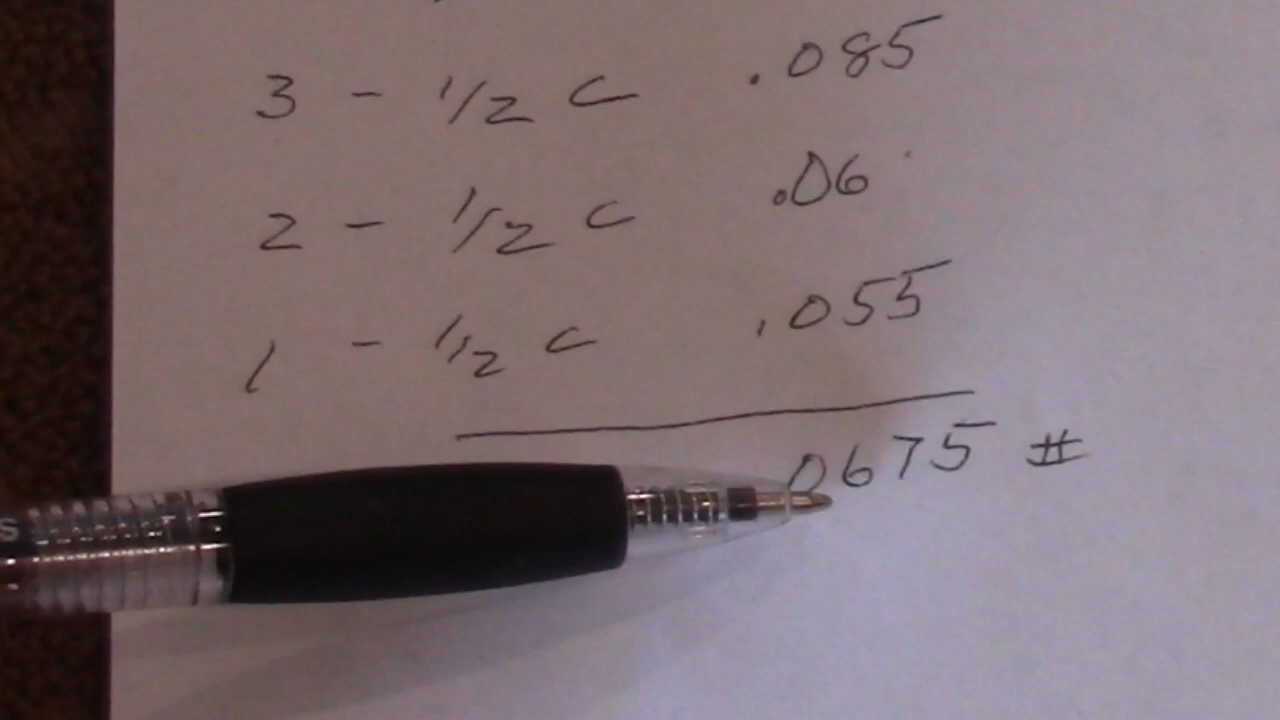 3 - 1/2 C .085
2 - 1/2 C .06
1 - 1/2 C .055
0675 #
S